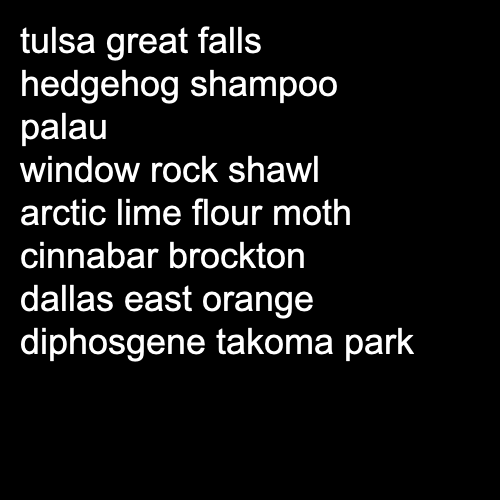 tulsa great falls
hedgehog shampoo
palau
window rock shawl
arctic lime flour moth
cinnabar brockton
dallas east orange
diphosgene takoma park